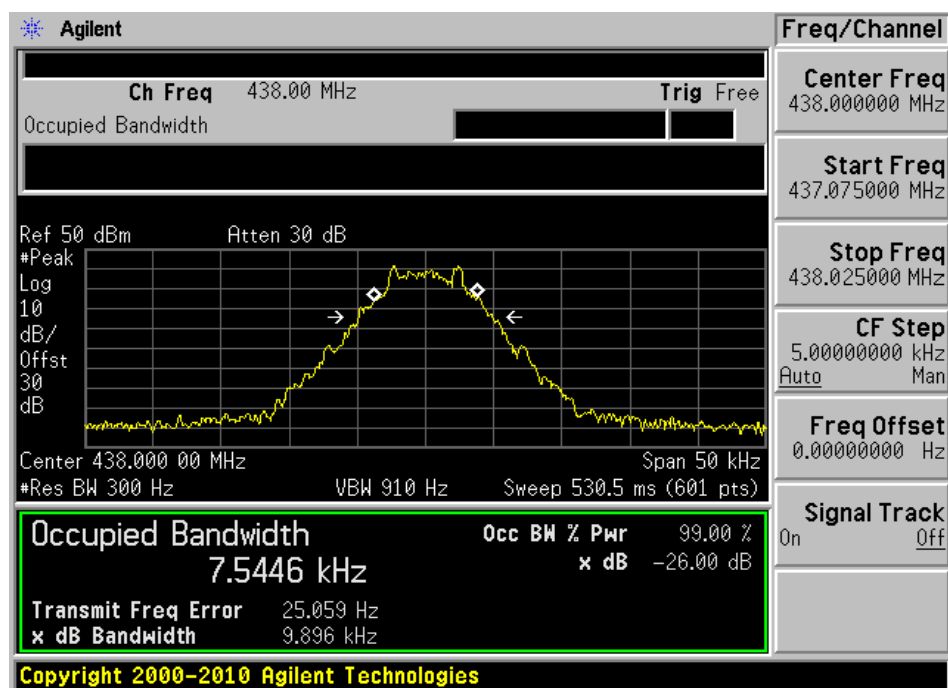 Agilent
Freq/Channel
Ch Freq 438.00 MHz Trig Free
Occupied Bandwidth
Center Freq
438.000000 MHz
Start Freq
437.075000 MHz
Stop Freq
438.025000 MHz
CF Step
5.00000000 kHz
Auto Man
Freq Offset
0.00000000 Hz
Signal Track
On Off
Ref 50 dBm Atten 30 dB
#Peak
Log
10
dB/
Offst
30
dB
Center 438.000 00 MHz Span 50 kHz
#Res BW 300 Hz VBW 910 Hz Sweep 530.5 ms (601 pts)
Occupied Bandwidth
7.5446 kHz
Occ BW % Pwr 99.00 %
x dB -26.00 dB
Transmit Freq Error 25.059 Hz
x dB Bandwidth 9.896 kHz
Copyright 2000-2010 Agilent Technologies